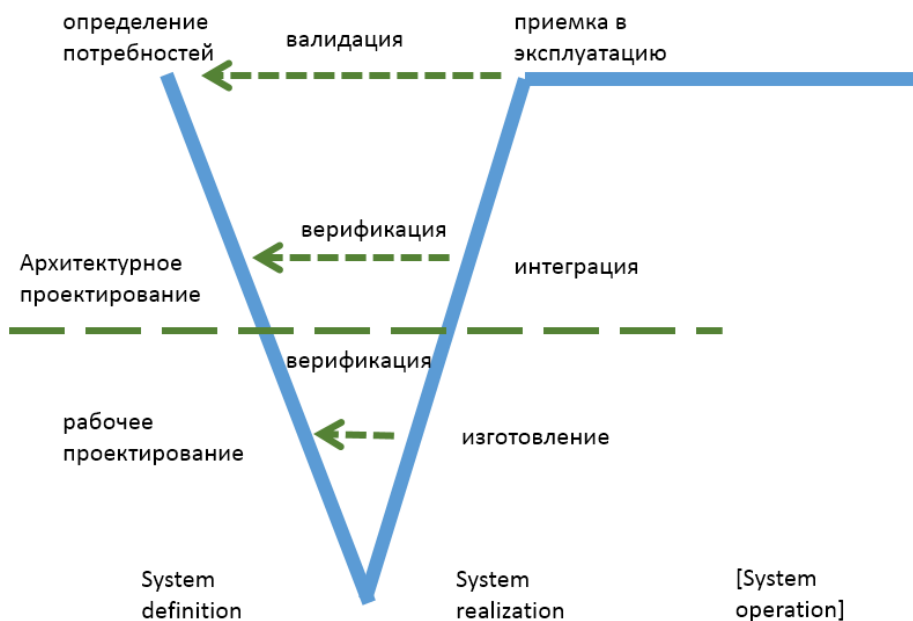 определение
потребностей
валидация
приемка в
эксплуатацию
верификация
Архитектурное
проектирование
интеграция
верификация
рабочее
проектирование
изготовление
System
definition
System
realization
[System
operation]